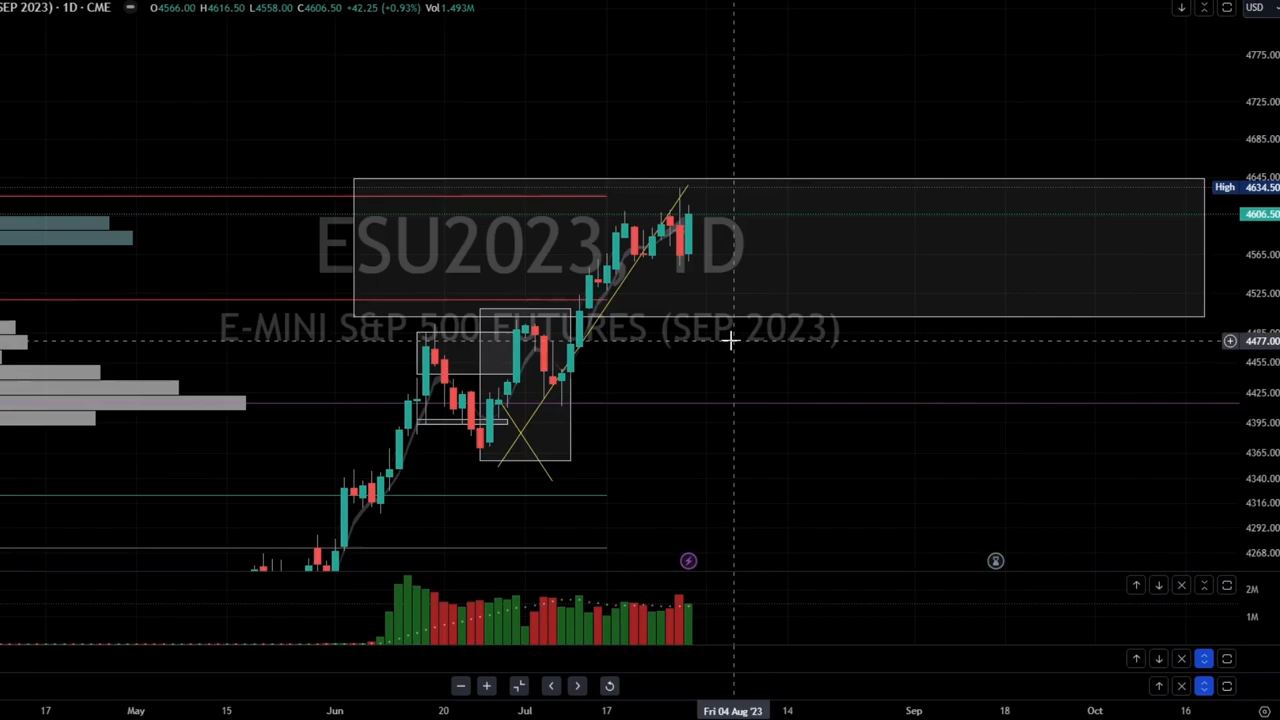 SEP 2023) · 1D · CME O4566.00 H4616.50 L4558.00 C4606.50 +42.25 (+0.93%) Vol1.493M
USD
4775.00
4725.00
4685.00
4645.00
High 4634.50
4606.50
4565.00
4525.00
4477.00
4455.00
4425.00
4395.00
4365.00
4340.00
4316.00
4292.00
4268.00
ESU2023, 1D
E-MINI S&P 500 FUTURES (SEP 2023)
2M
1M
17 May 15 Jun 20 Jul 17 Fri 04 Aug '23 14 Sep 18 Oct 16